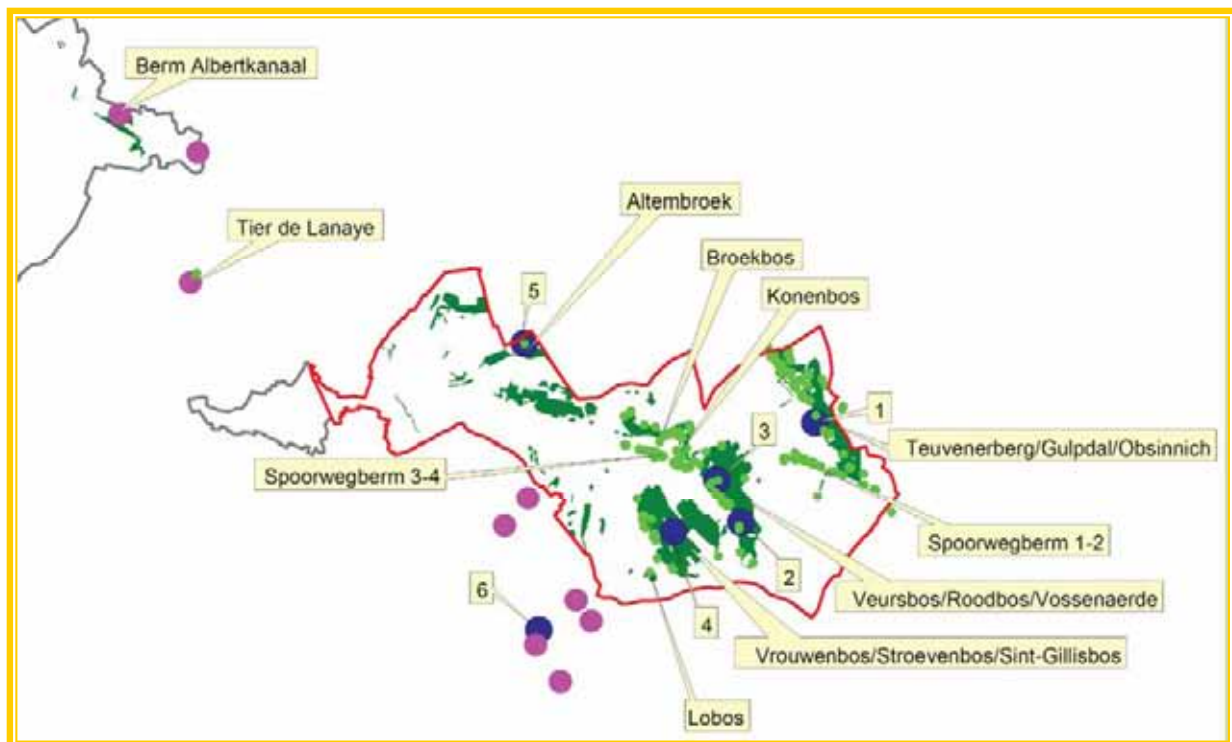 Berm Albertkanaal
Tier de Lanaye
Altembroek
Broekbos
5
Konenbos
1
3
Teuvenerberg/Gulpdal/Obsinnich
Spoorwegberm 3-4
Spoorwegberm 1-2
2
6
Veursbos/Roodbos/Vossenaerde
4
Vrouwenbos/Stroevenbos/Sint-Gillisbos
Lobos